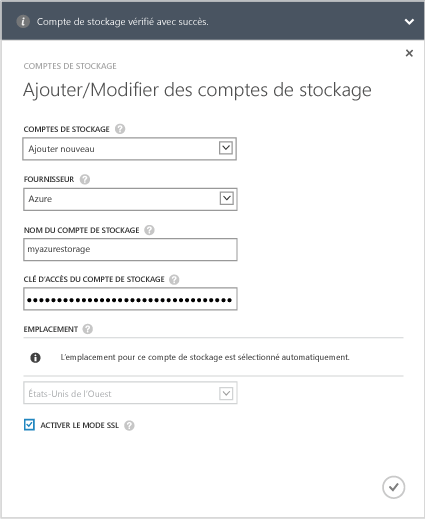 Compte de stockage vérifié avec succès.
COMPTES DE STOCKAGE
Ajouter/Modifier des comptes de stockage
COMPTES DE STOCKAGE
Ajouter nouveau
FOURNISSEUR
Azure
NOM DU COMPTE DE STOCKAGE
myazurestorage
CLÉ D'ACCÈS DU COMPTE DE STOCKAGE
EMPLACEMENT
L'emplacement pour ce compte de stockage est sélectionné automatiquement.
États-Unis de l'Ouest
ACTIVER LE MODE SSL